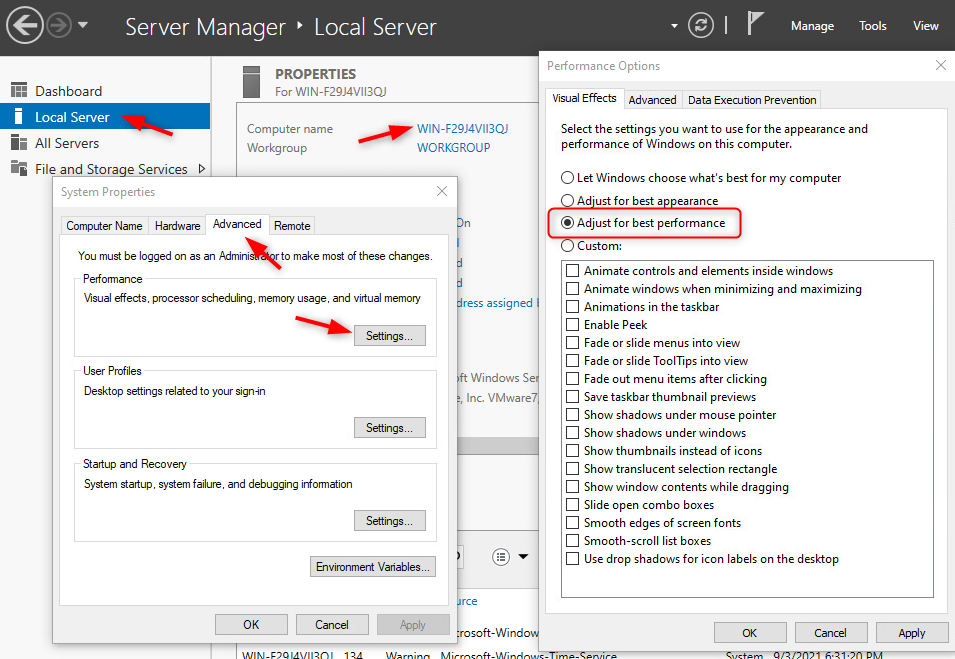 Server Manager ‣ Local Server
Manage
Tools
View
Dashboard
Local Server
All Servers
File and Storage Services
PROPERTIES
For WIN-F29J4VII3QJ
Computer name
WIN-F29J4VII3QJ
Workgroup
WORKGROUP
On
d
d
dress assigned b
oft Windows Ser
e, Inc. VMware7,
System Properties
Computer Name
Hardware
Advanced
Remote
You must be logged on as an Administrator to make most of these changes.
Performance
Visual effects, processor scheduling, memory usage, and virtual memory
Settings...
User Profiles
Desktop settings related to your sign-in
Settings...
Startup and Recovery
System startup, system failure, and debugging information
Settings...
Environment Variables...
OK
Cancel
Apply
Performance Options
Visual Effects
Advanced
Data Execution Prevention
Select the settings you want to use for the appearance and
performance of Windows on this computer.
Let Windows choose what's best for my computer
Adjust for best appearance
Adjust for best performance
Custom:
Animate controls and elements inside windows
Animate windows when minimizing and maximizing
Animations in the taskbar
Enable Peek
Fade or slide menus into view
Fade or slide ToolTips into view
Fade out menu items after clicking
Save taskbar thumbnail previews
Show shadows under mouse pointer
Show shadows under windows
Show thumbnails instead of icons
Show translucent selection rectangle
Show window contents while dragging
Slide open combo boxes
Smooth edges of screen fonts
Smooth-scroll list boxes
Use drop shadows for icon labels on the desktop
OK
Cancel
Apply
urce
crosoft-Window
WIN-F29J4VII3QJ 134 Warning Microsoft-Windows-Time-Service System 9/3/2021 6:31:20 PM